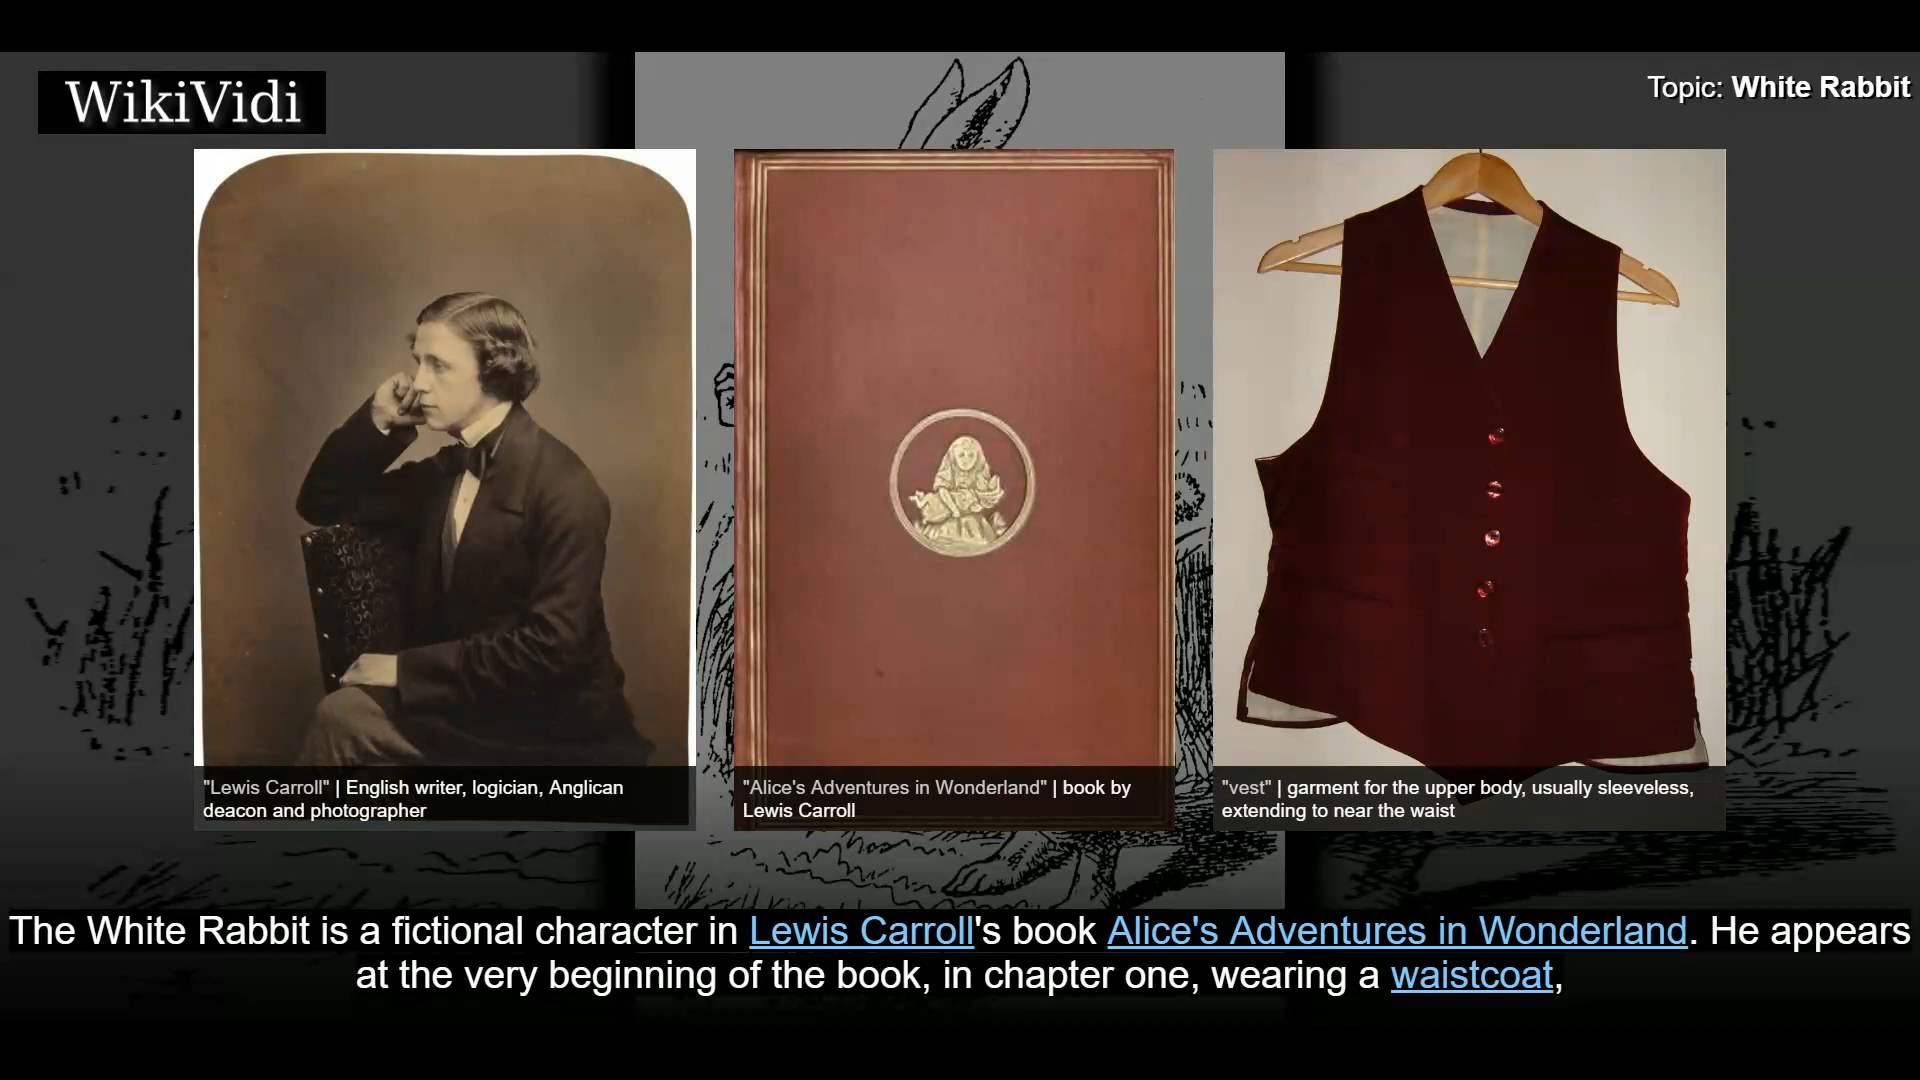 WikiVidi
Topic: White Rabbit
"Lewis Carroll" | English writer, logician, Anglican
deacon and photographer
"Alice's Adventures in Wonderland" | book by
Lewis Carroll
"vest" | garment for the upper body, usually sleeveless,
extending to near the waist
The White Rabbit is a fictional character in Lewis Carroll's book Alice's Adventures in Wonderland. He appears
at the very beginning of the book, in chapter one, wearing a waistcoat,